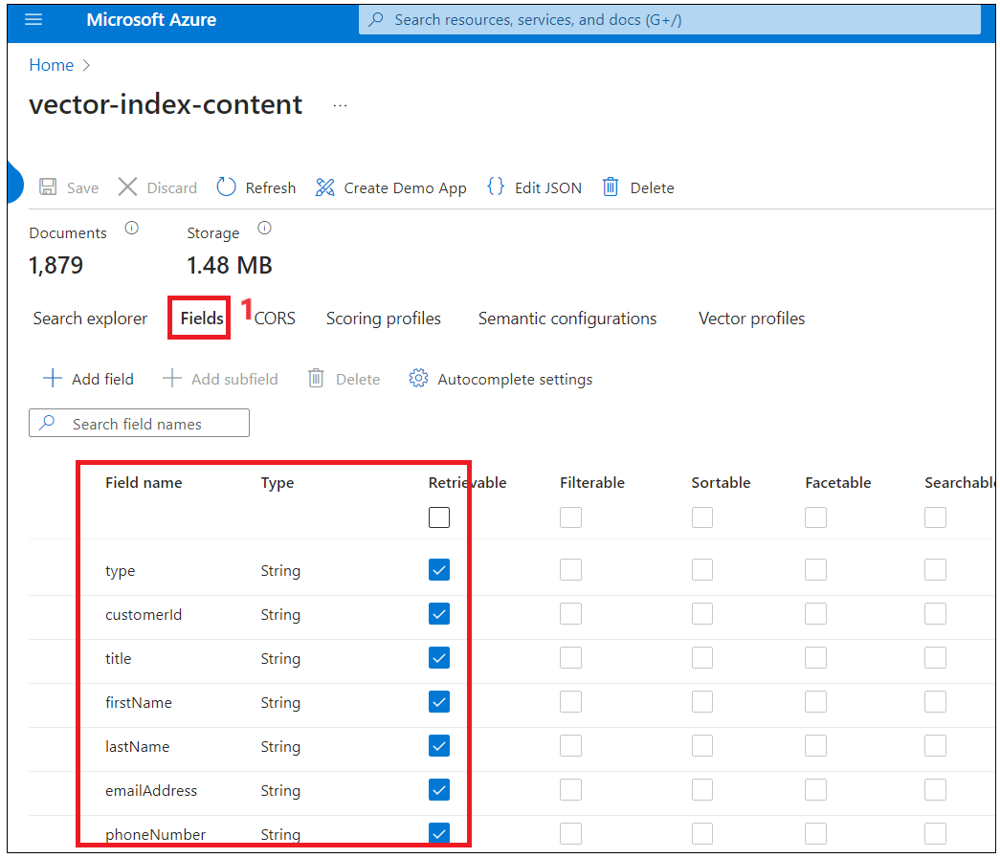 Microsoft Azure
Search resources, services, and docs (G+/)
Home
vector-index-content ...
Save Discard Refresh Create Demo App {} Edit JSON Delete
Documents Storage
1,879 1.48 MB
Search explorer Fields 1 CORS Scoring profiles Semantic configurations Vector profiles
Add field Add subfield Delete Autocomplete settings
Search field names
Field name Type Retrievable Filterable Sortable Facetable Searchable
type String
customerId String
title String
firstName String
lastName String
emailAddress String
phoneNumber String